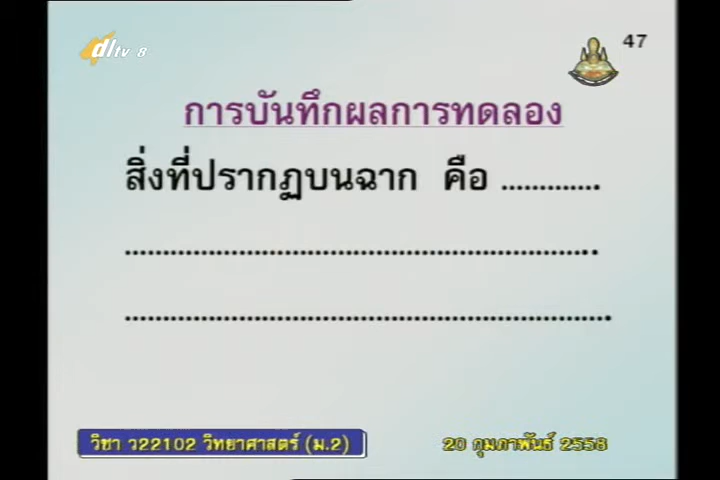 dltv 8
47
การบันทึกผลการทดลอง
สิ่งที่ปรากฏบนฉาก คือ .............
..............................................................
................................................................
วิชา ว22102 วิทยาศาสตร์ (ม.2)
20 กุมภาพันธ์ 2558